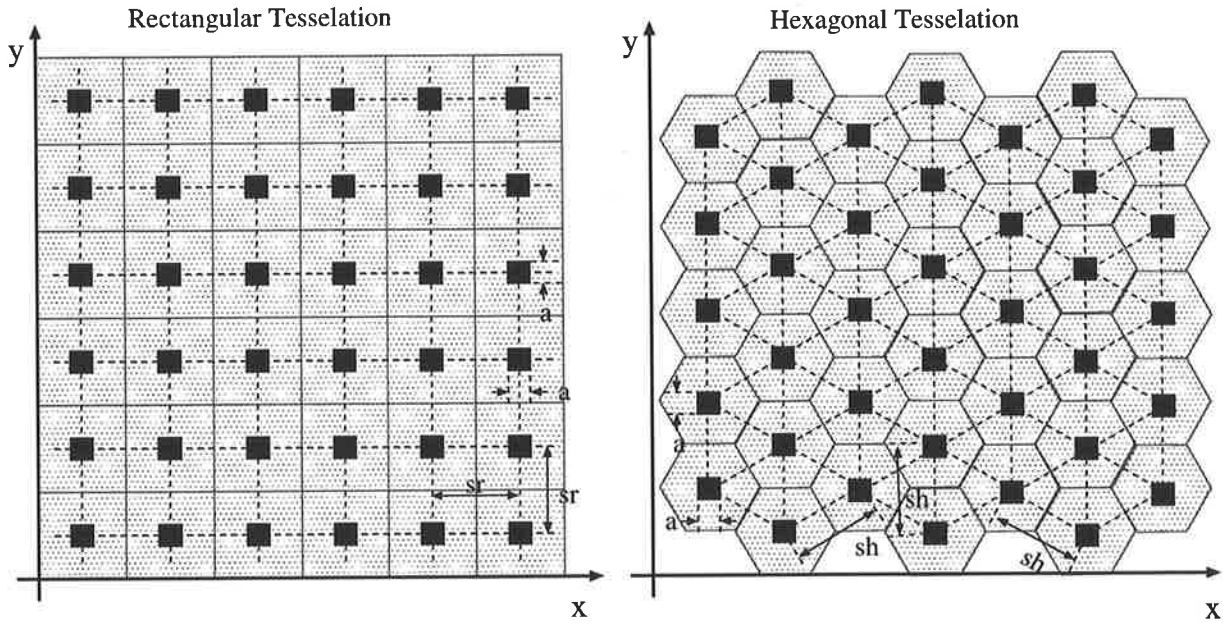 Rectangular Tesselation
y
a
a
sr
sr
x
Hexagonal Tesselation
y
a
a
sh
sh
sh
x